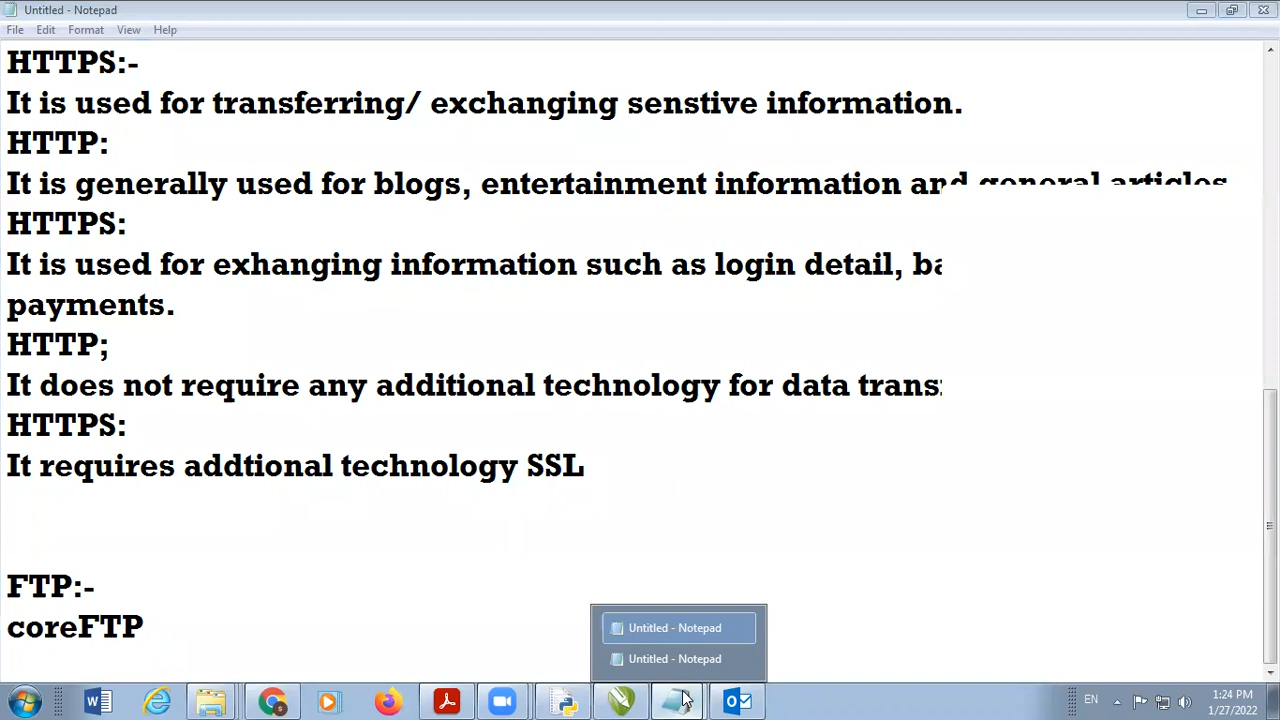 Untitled - Notepad
File Edit Format View Help
HTTPS:-
It is used for transferring/ exchanging senstive information.
HTTP:
It is generally used for blogs, entertainment information and general articles
HTTPS:
It is used for exhanging information such as login detail,
payments.
HTTP;
It does not require any additional technology for data
HTTPS:
It requires addtional technology SSL
FTP:-
coreFTP
Untitled - Notepad
Untitled - Notepad
EN
1:24 PM
1/27/2022